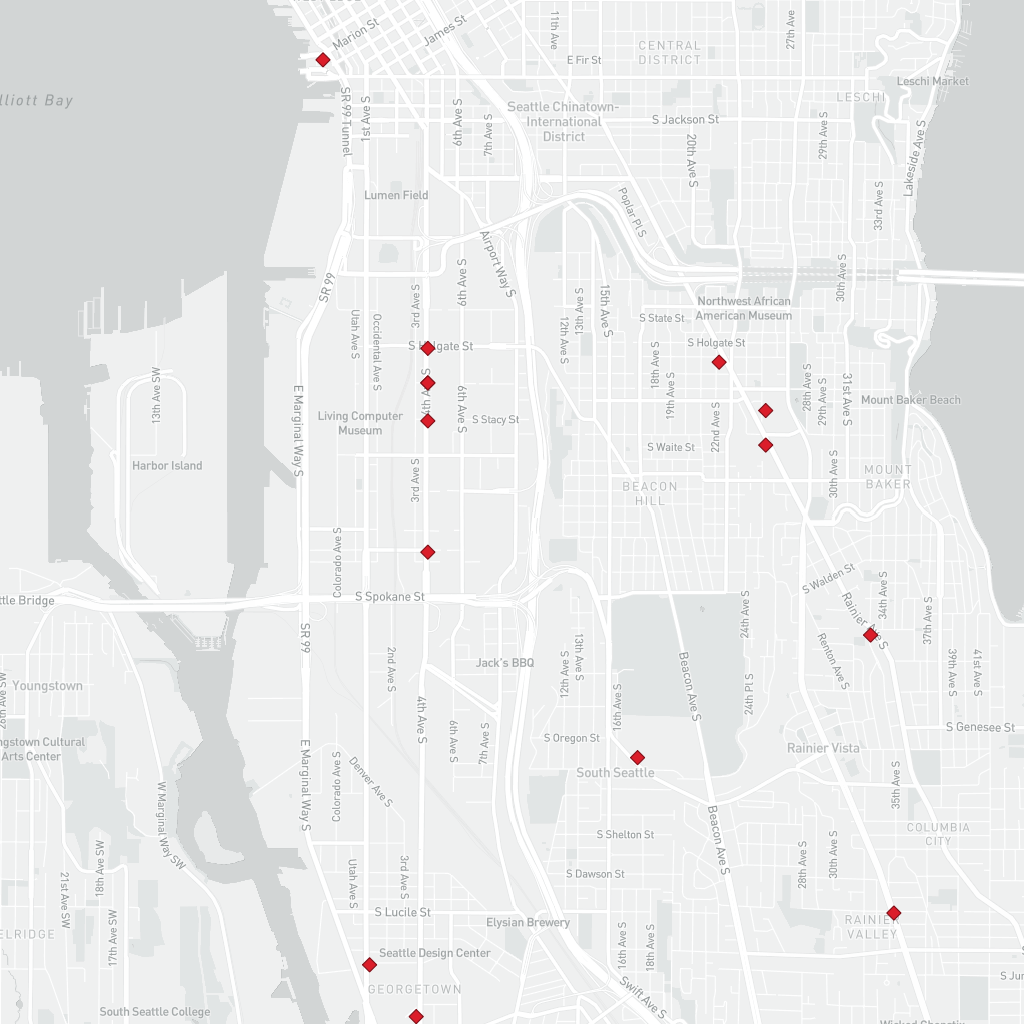 Marion St
James St
11th Ave
E Fir St
CENTRAL
DISTRICT
27th Ave
Leschi Market
LESCHI
lliott Bay
SR 99 Tunnel
1st Ave S
6th Ave S
7th Ave S
Seattle Chinatown-
International
District
S Jackson St
20th Ave S
29th Ave S
Lakeside Ave S
33rd Ave S
Lumen Field
Poplar Pl S
Airport Way S
SR 99
3rd Ave S
6th Ave S
15th Ave S
13th Ave S
12th Ave S
30th Ave S
Northwest African
American Museum
S State St
S Holgate St
Utah Ave S
Occidental Ave S
S Holgate St
18th Ave S
19th Ave S
28th Ave S
29th Ave S
31st Ave S
13th Ave SW
E Marginal Way S
4th Ave S
6th Ave S
S Stacy St
Living Computer
Museum
22nd Ave S
Mount Baker Beach
S Waite St
Harbor Island
3rd Ave S
BEACON
HILL
30th Ave S
MOUNT
BAKER
Colorado Ave S
S Walden St
ttle Bridge
S Spokane St
Rainier Ave S
34th Ave S
37th Ave S
24th Ave S
SR 99
2nd Ave S
Jack's BBQ
13th Ave S
12th Ave S
Renton Ave S
39th Ave S
41st Ave S
Youngstown
26th Ave SW
4th Ave S
6th Ave S
7th Ave S
16th Ave S
Beacon Ave S
24th Pl S
S Genesee St
ngstown Cultural
Arts Center
S Oregon St
Rainier Vista
E Marginal Way S
Colorado Ave S
Denver Ave S
South Seattle
35th Ave S
W Marginal Way SW
Beacon Ave S
S Shelton St
COLUMBIA
CITY
21st Ave SW
18th Ave SW
Utah Ave S
3rd Ave S
S Dawson St
28th Ave S
30th Ave S
S Lucile St
Elysian Brewery
RAINIER
VALLEY
ELRIDGE
17th Ave SW
Seattle Design Center
16th Ave S
18th Ave S
GEORGETOWN
Swift Ave S
South Seattle College